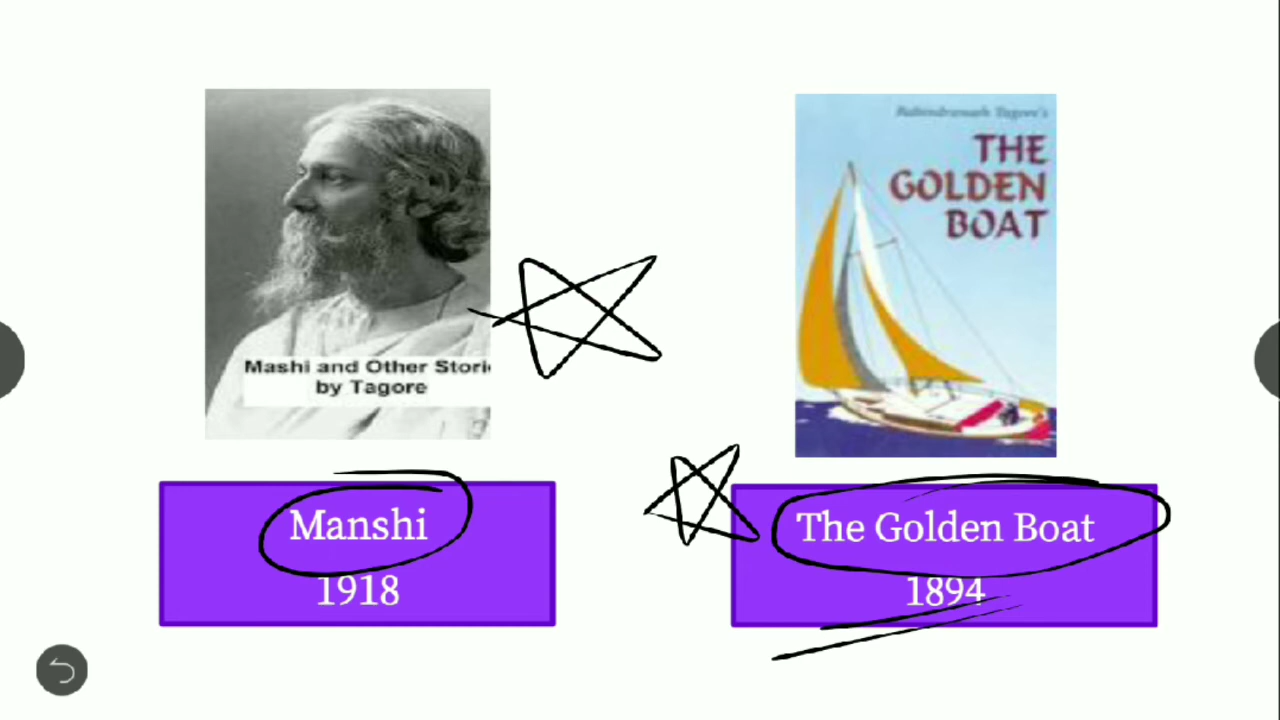 Mashi and Other Stori
by Tagore
Rabindranath Tagore's
THE
GOLDEN
BOAT
Manshi
1918
The Golden Boat
1894